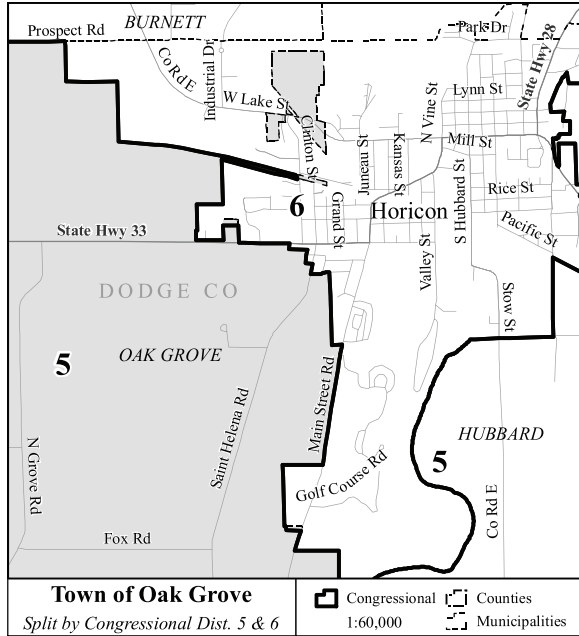 BURNETT
Prospect Rd
Park Dr
Co Rd E
Industrial Dr
State Hwy 28
Lynn St
W Lake St
N Vine St
Clinton St
Juneau St
Kansas St
Mill St
6
Grand St
Horicon
S Hubbard St
Rice St
State Hwy 33
Valley St
Pacific St
DODGE CO
Stow St
5
OAK GROVE
Main Street Rd
Saint Helena Rd
HUBBARD
5
N Grove Rd
Golf Course Rd
Co Rd E
Fox Rd
Town of Oak Grove
Split by Congressional Dist. 5 & 6
Congressional
Counties
1:60,000
Municipalities